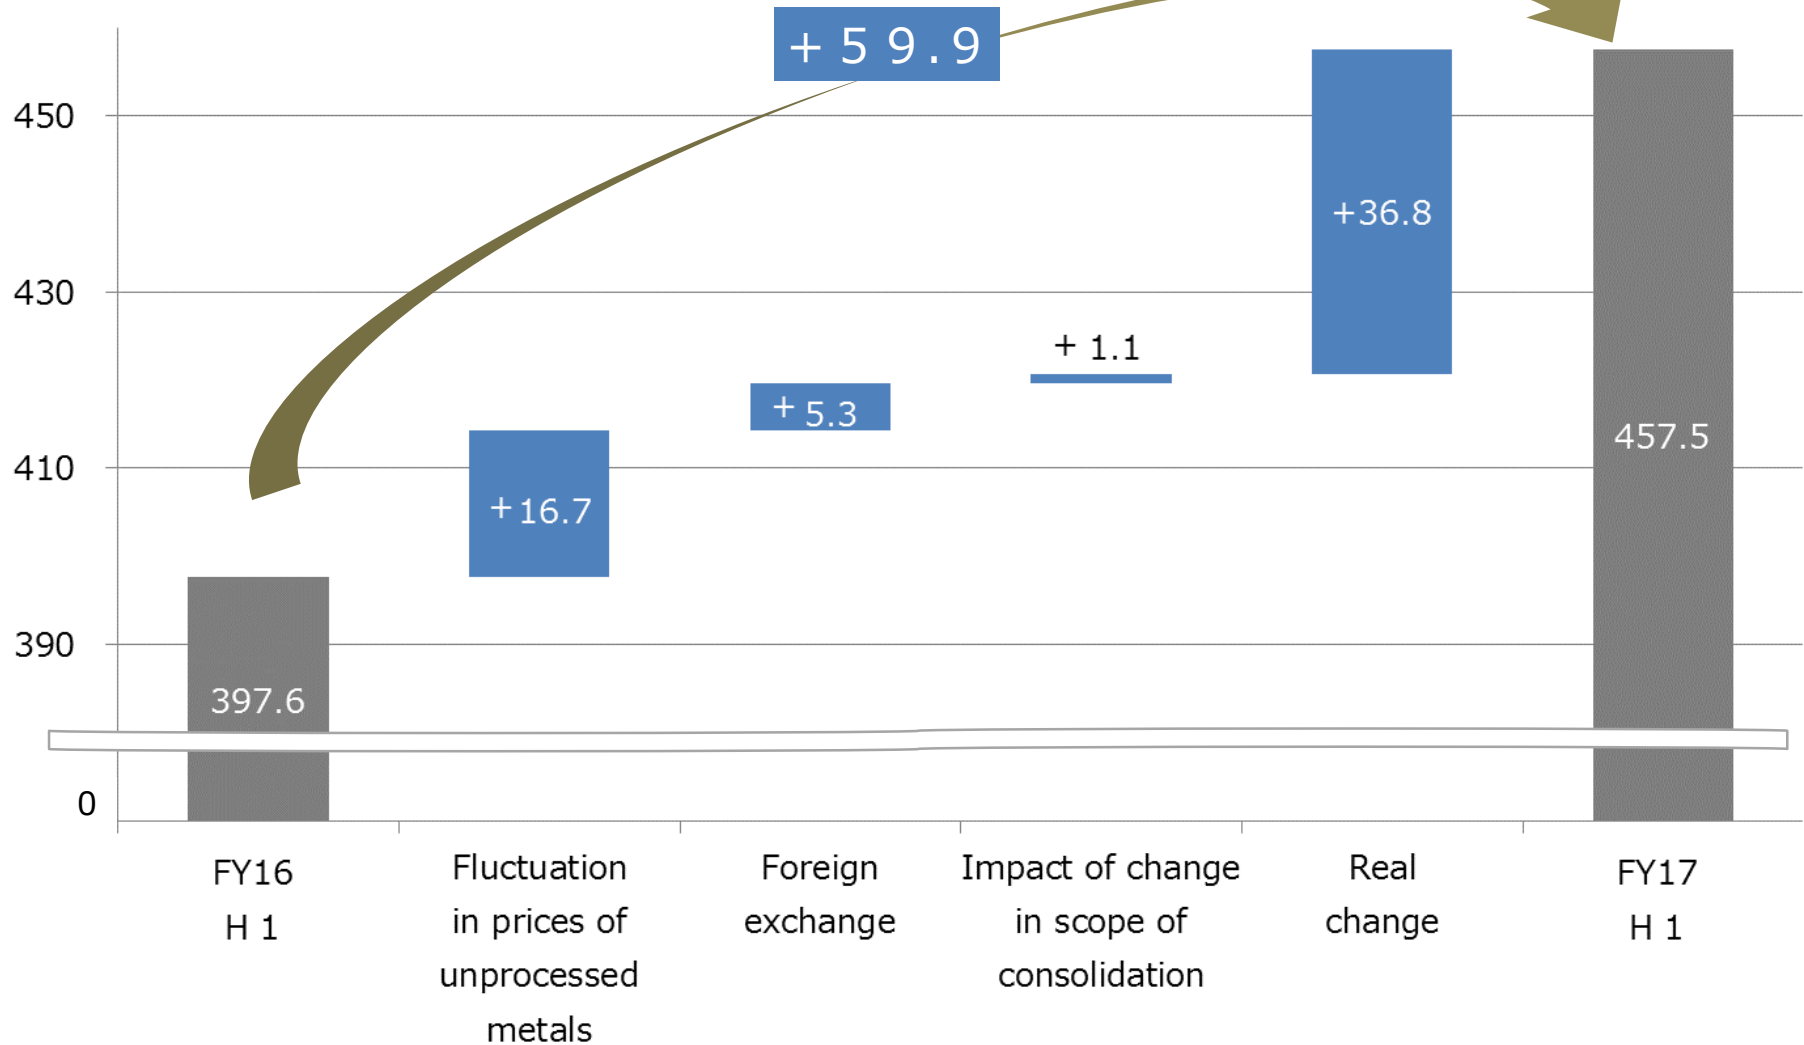 +59.9
450
430
410
390
0
397.6
+16.7
+5.3
+1.1
+36.8
457.5
FY16
H1
Fluctuation
in prices of
unprocessed
metals
Foreign
exchange
Impact of change
in scope of
consolidation
Real
change
FY17
H1